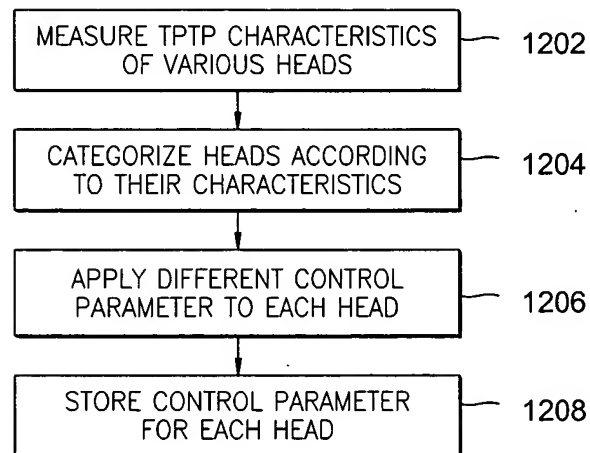 MEASURE TPTP CHARACTERISTICS
OF VARIOUS HEADS
1202
CATEGORIZE HEADS ACCORDING
TO THEIR CHARACTERISTICS
1204
APPLY DIFFERENT CONTROL
PARAMETER TO EACH HEAD
1206
STORE CONTROL PARAMETER
FOR EACH HEAD
1208